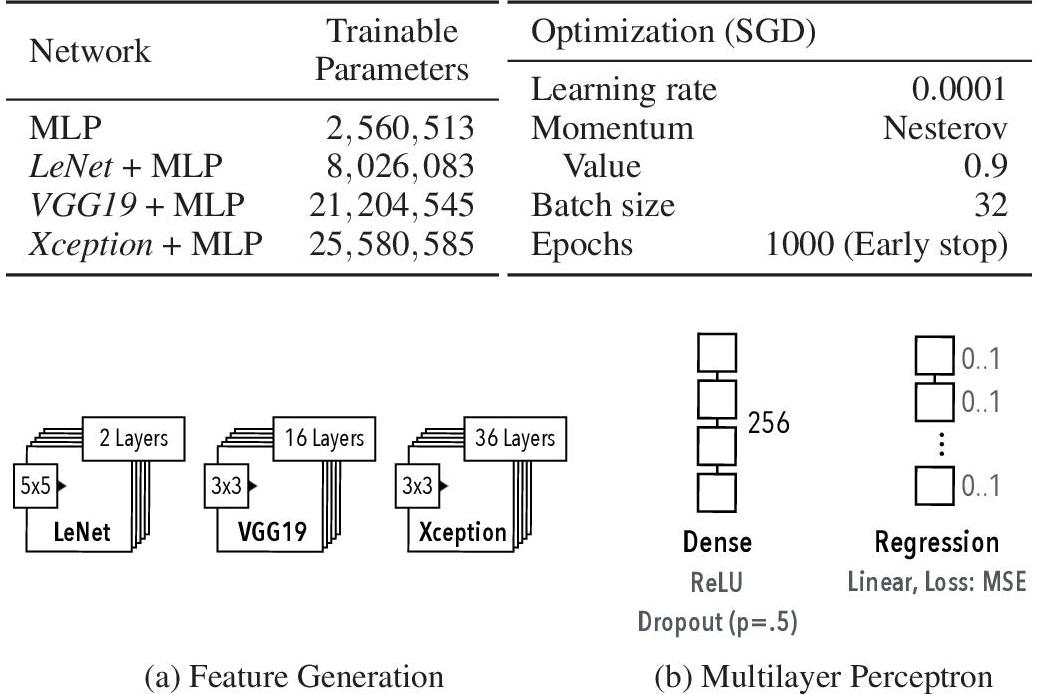 Network Trainable Parameters
MLP 2,560,513
LeNet + MLP 8,026,083
VGG19 + MLP 21,204,545
Xception + MLP 25,580,585
Optimization (SGD)
Learning rate 0.0001
Momentum Nesterov
Value 0.9
Batch size 32
Epochs 1000 (Early stop)
2 Layers
5x5
LeNet
16 Layers
3x3
VGG19
36 Layers
3x3
Xception
(a) Feature Generation
256
Dense
ReLU
Dropout (p=.5)
0..1
0..1
0..1
Regression
Linear, Loss: MSE
(b) Multilayer Perceptron